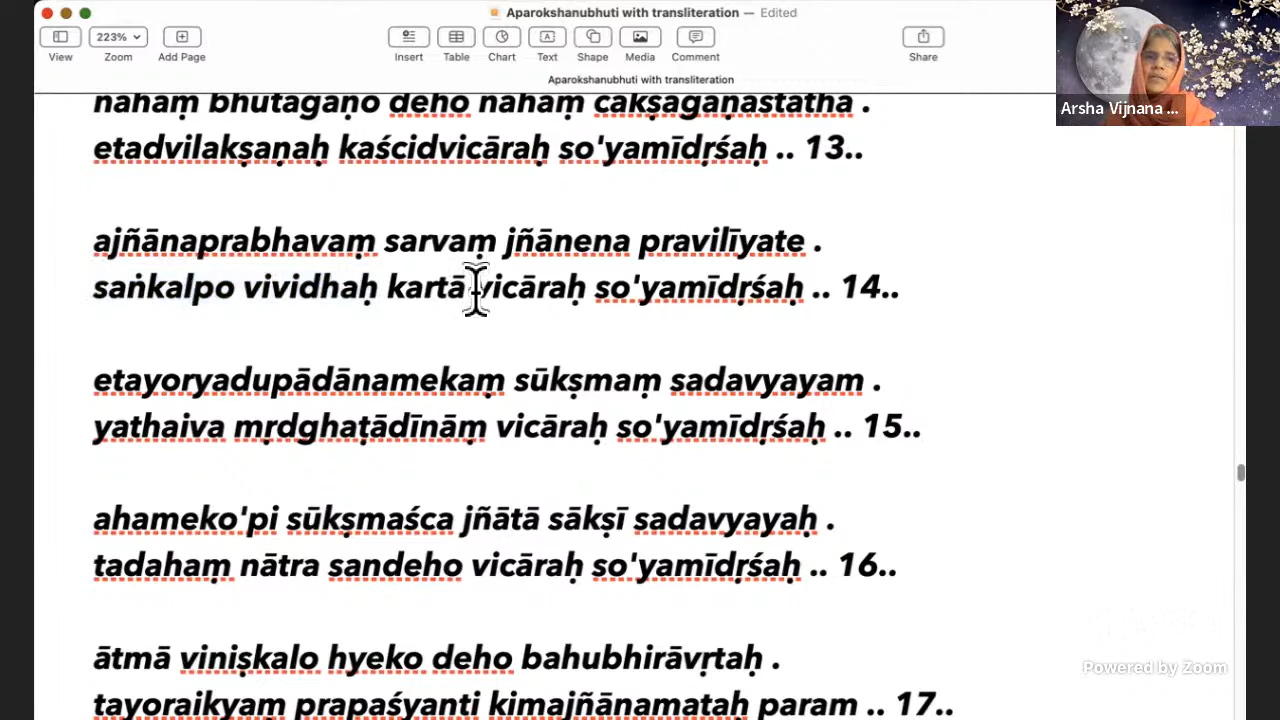 Aparokshanubhuti with transliteration — Edited
223%
View
Zoom
Add Page
Insert
Table
Chart
Text
Shape
Media
Comment
Share
Aparokshanubhuti with transliteration
Arsha Vijnana ...
nāhaṃ bhūtagaṇo deho nāhaṃ cākṣagaṇastathā .
etadvilakṣaṇaḥ kaścidvicāraḥ so'yamīdṛśaḥ .. 13..
ajñānaprabhavaṃ sarvaṃ jñānena pravilīyate .
saṅkalpo vividhaḥ kartā vicāraḥ so'yamīdṛśaḥ .. 14..
etayoryadupādānamekaṃ sūkṣmaṃ sadavyayam .
yathaiva mṛdghaṭādīnāṃ vicāraḥ so'yamīdṛśaḥ .. 15..
ahameko'pi sūkṣmaśca jñātā sākṣī sadavyayaḥ .
tadahaṃ nātra sandeho vicāraḥ so'yamīdṛśaḥ .. 16..
ātmā viniṣkalo hyeko deho bahubhirāvṛtaḥ .
tayoraikyaṃ prapaśyanti kimajñānamataḥ param .. 17..
Powered by Zoom